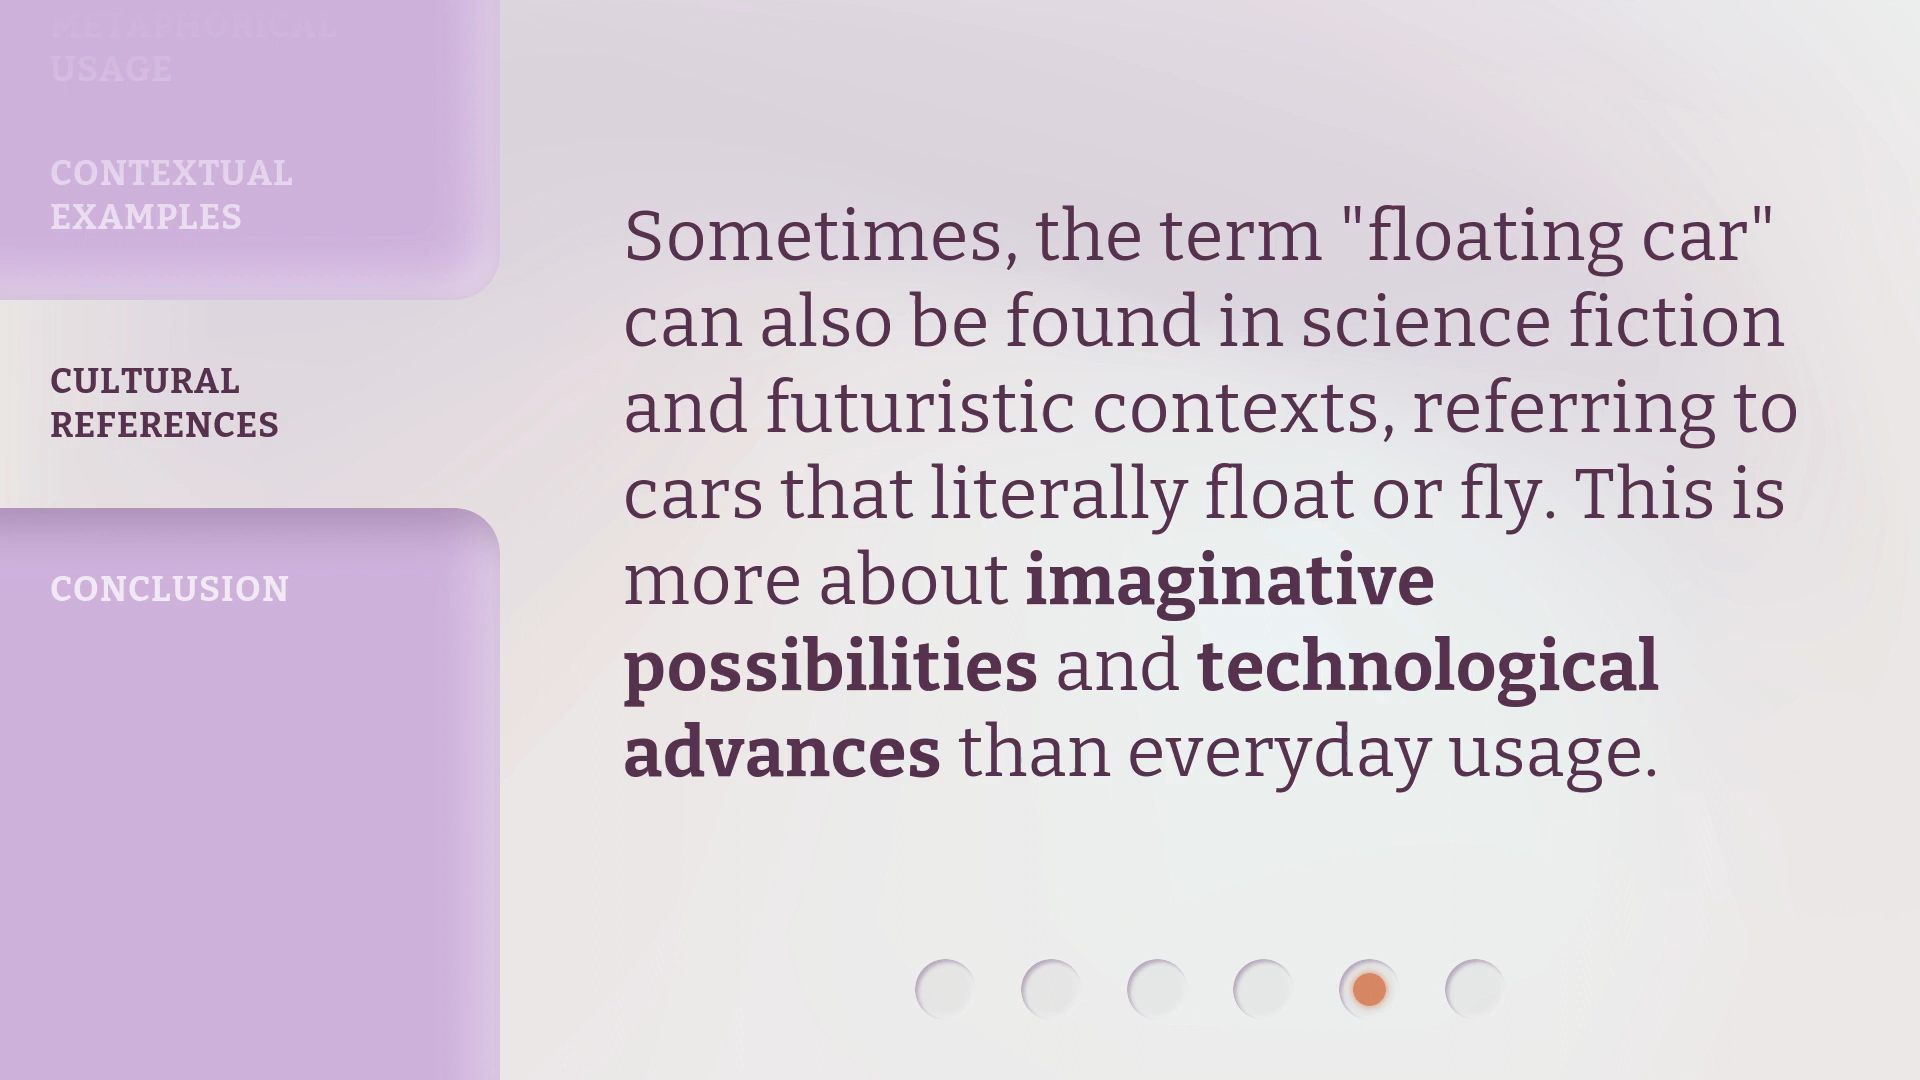 METAPHORICAL
USAGE
CONTEXTUAL
EXAMPLES
CULTURAL
REFERENCES
CONCLUSION
Sometimes, the term "floating car"
can also be found in science fiction
and futuristic contexts, referring to
cars that literally float or fly. This is
more about imaginative
possibilities and technological
advances than everyday usage.